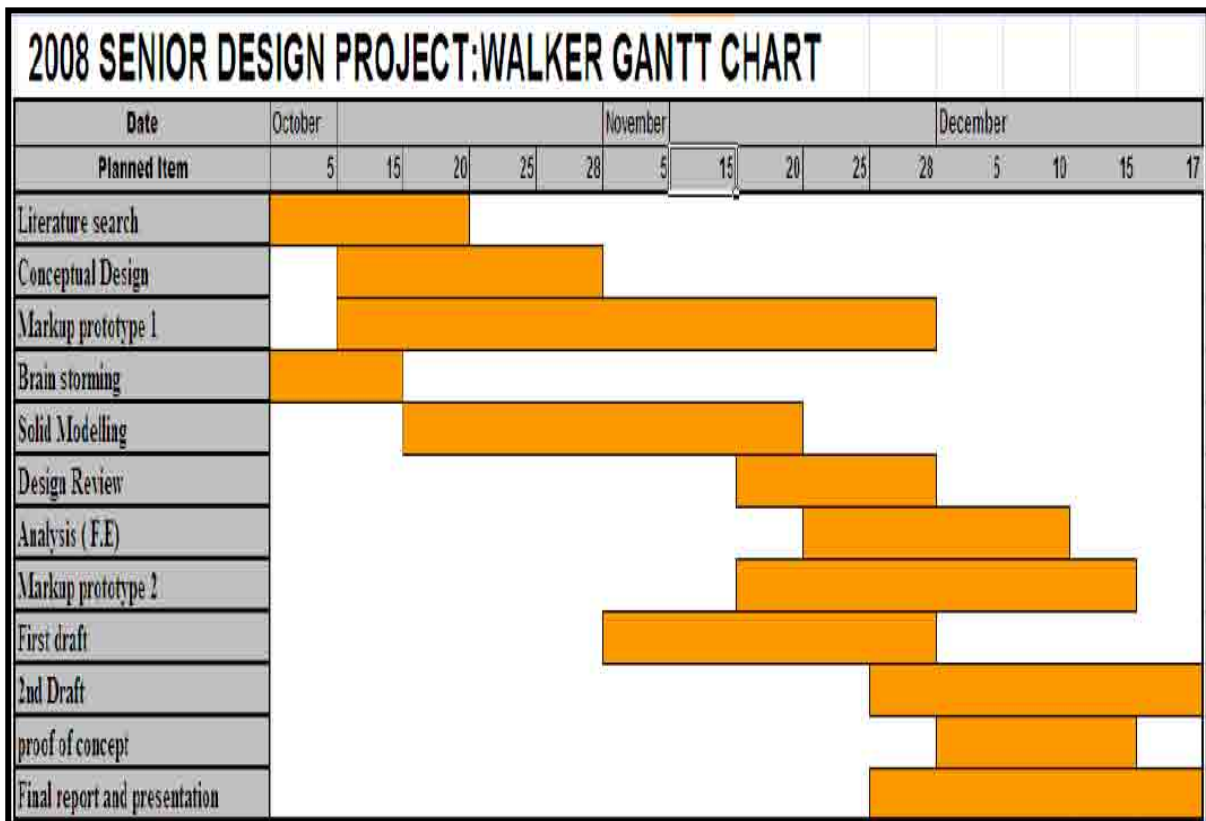 2008 SENIOR DESIGN PROJECT:WALKER GANTT CHART
Date October November December
Planned Item 5 15 20 25 28 5 15 20 25 28 5 10 15 17
Literature search
Conceptual Design
Markup prototype 1
Brain storming
Solid Modelling
Design Review
Analysis ( F.E)
Markup prototype 2
First draft
2nd Draft
proof of concept
Final report and presentation